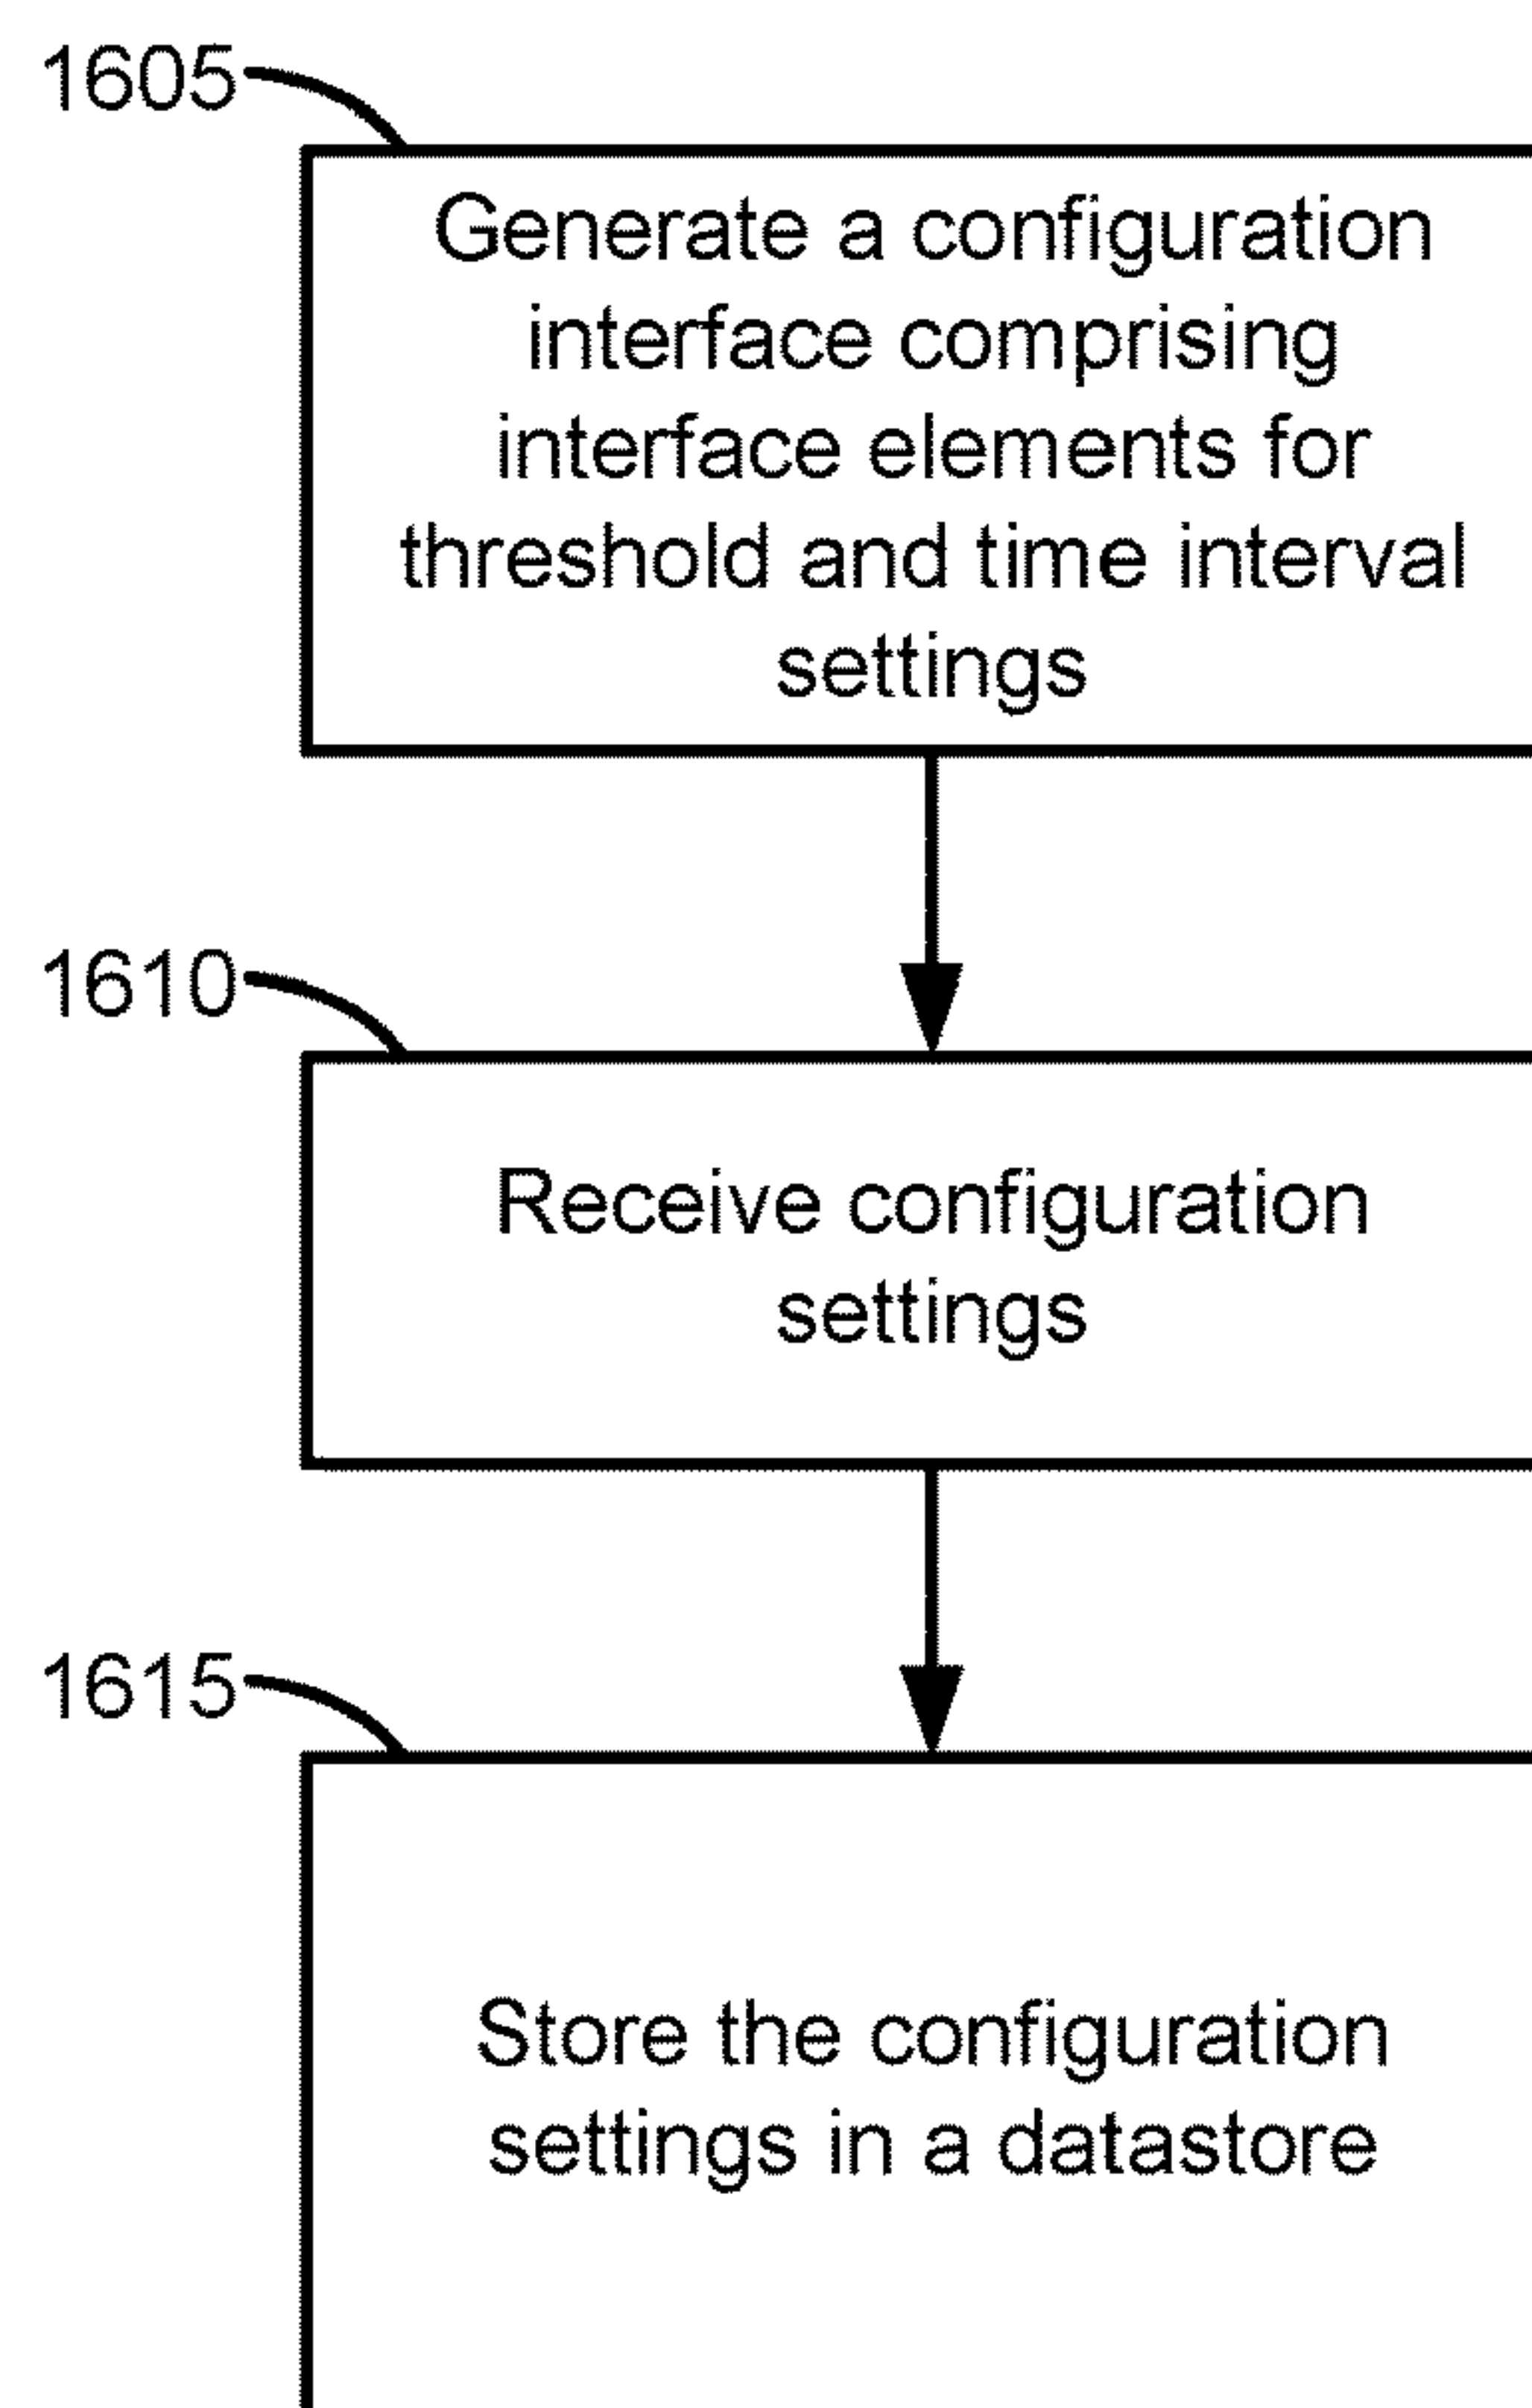 1605
Generate a configuration
interface comprising
interface elements for
threshold and time interval
settings
1610
Receive configuration
settings
1615
Store the configuration
settings in a datastore